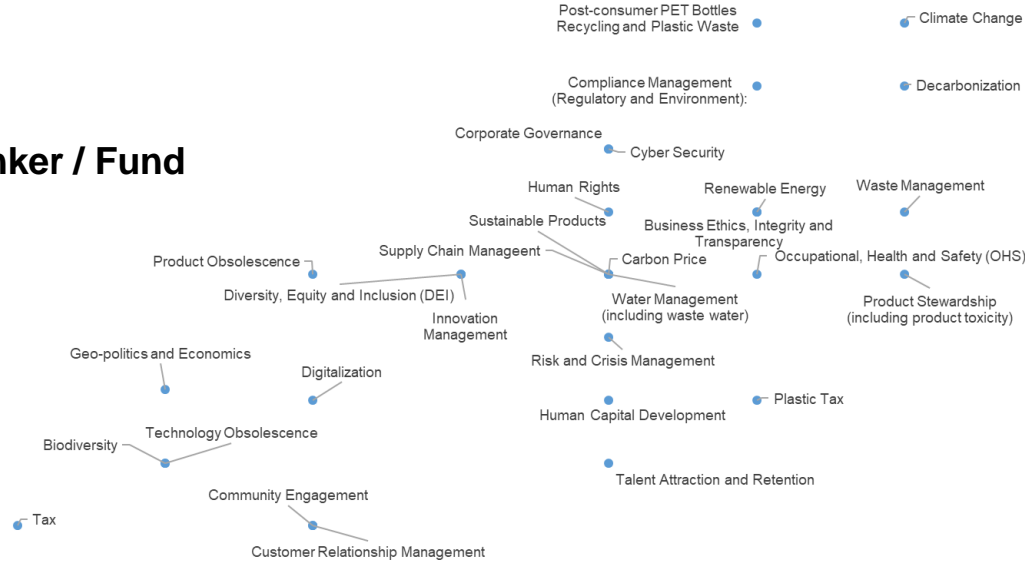 Post-consumer PET Bottles
Recycling and Plastic Waste
Climate Change
Compliance Management
(Regulatory and Environment):
Decarbonization
Corporate Governance
Cyber Security
nker / Fund
Human Rights
Renewable Energy
Waste Management
Sustainable Products
Business Ethics, Integrity and
Transparency
Supply Chain Manageent
Carbon Price
Occupational, Health and Safety (OHS)
Product Obsolescence
Diversity, Equity and Inclusion (DEI)
Innovation
Management
Water Management
(including waste water)
Product Stewardship
(including product toxicity)
Geo-politics and Economics
Risk and Crisis Management
Digitalization
Human Capital Development
Plastic Tax
Biodiversity
Technology Obsolescence
Talent Attraction and Retention
Community Engagement
Tax
Customer Relationship Management